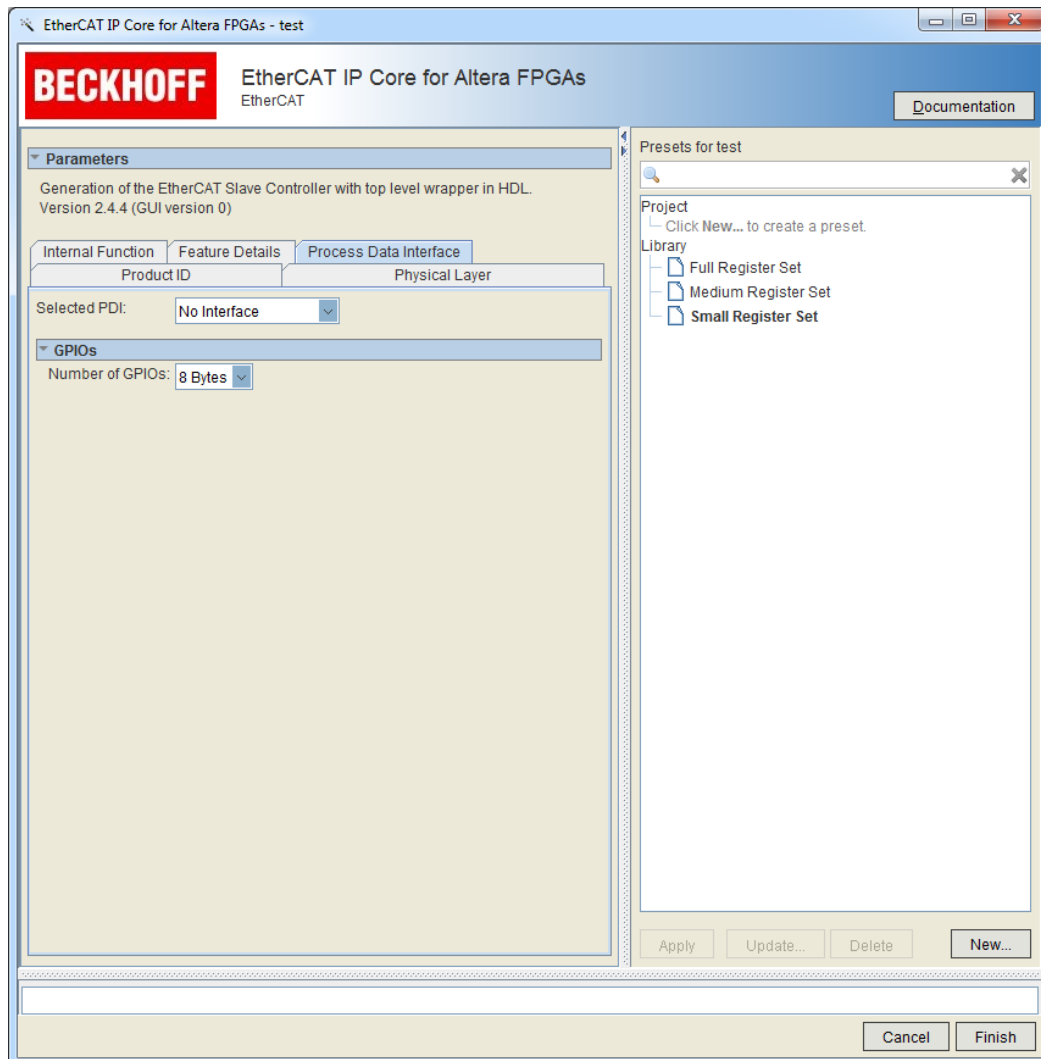 EtherCAT IP Core for Altera FPGAs - test
BECKHOFF
EtherCAT IP Core for Altera FPGAs
EtherCAT
Documentation
Parameters
Generation of the EtherCAT Slave Controller with top level wrapper in HDL.
Version 2.4.4 (GUI version 0)
Internal Function
Feature Details
Process Data Interface
Product ID
Physical Layer
Selected PDI:
No Interface
GPIOs
Number of GPIOs:
8 Bytes
Presets for test
Project
Click New... to create a preset.
Library
Full Register Set
Medium Register Set
Small Register Set
Apply
Update...
Delete
New...
Cancel
Finish